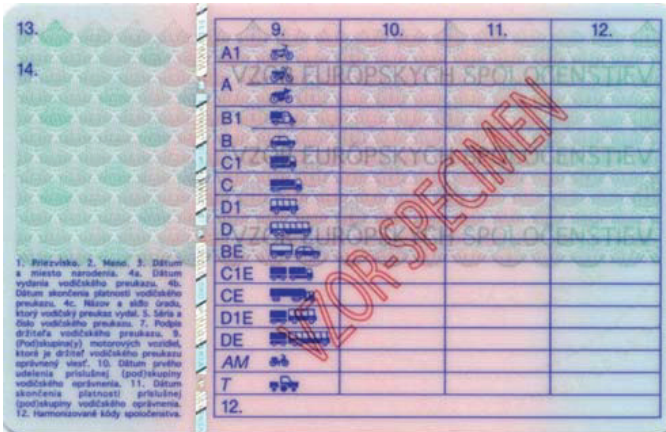 13.
14.
9. 10. 11. 12.
A1
A
B1
B
C1
C
D1
D
BE
C1E
CE
D1E
DE
AM
T
12.
VZOR EURÓPSKYCH SPOLOČENSTIEV
VZOR EURÓPSKYCH SPOLOČENSTIEV
VZOR EURÓPSKYCH SPOLOČENSTIEV
VZOR-SPECIMEN
1. Priezvisko. 2. Meno. 3. Dátum
a miesto narodenia. 4a. Dátum
vydania vodičského preukazu. 4b.
Dátum skončenia platnosti vodičského
preukazu. 4c. Názov a sídlo úradu,
ktorý vodičský preukaz vydal. 5. Séria a
číslo vodičského preukazu. 7. Podpis
držiteľa vodičského preukazu. 9.
(Pod)skupina(y) motorových vozidiel,
ktoré je držiteľ vodičského preukazu
oprávnený viesť. 10. Dátum prvého
udelenia príslušnej (pod)skupiny
vodičského oprávnenia. 11. Dátum
skončenia platnosti príslušnej
(pod)skupiny vodičského oprávnenia.
12. Harmonizované kódy spoločenstva.